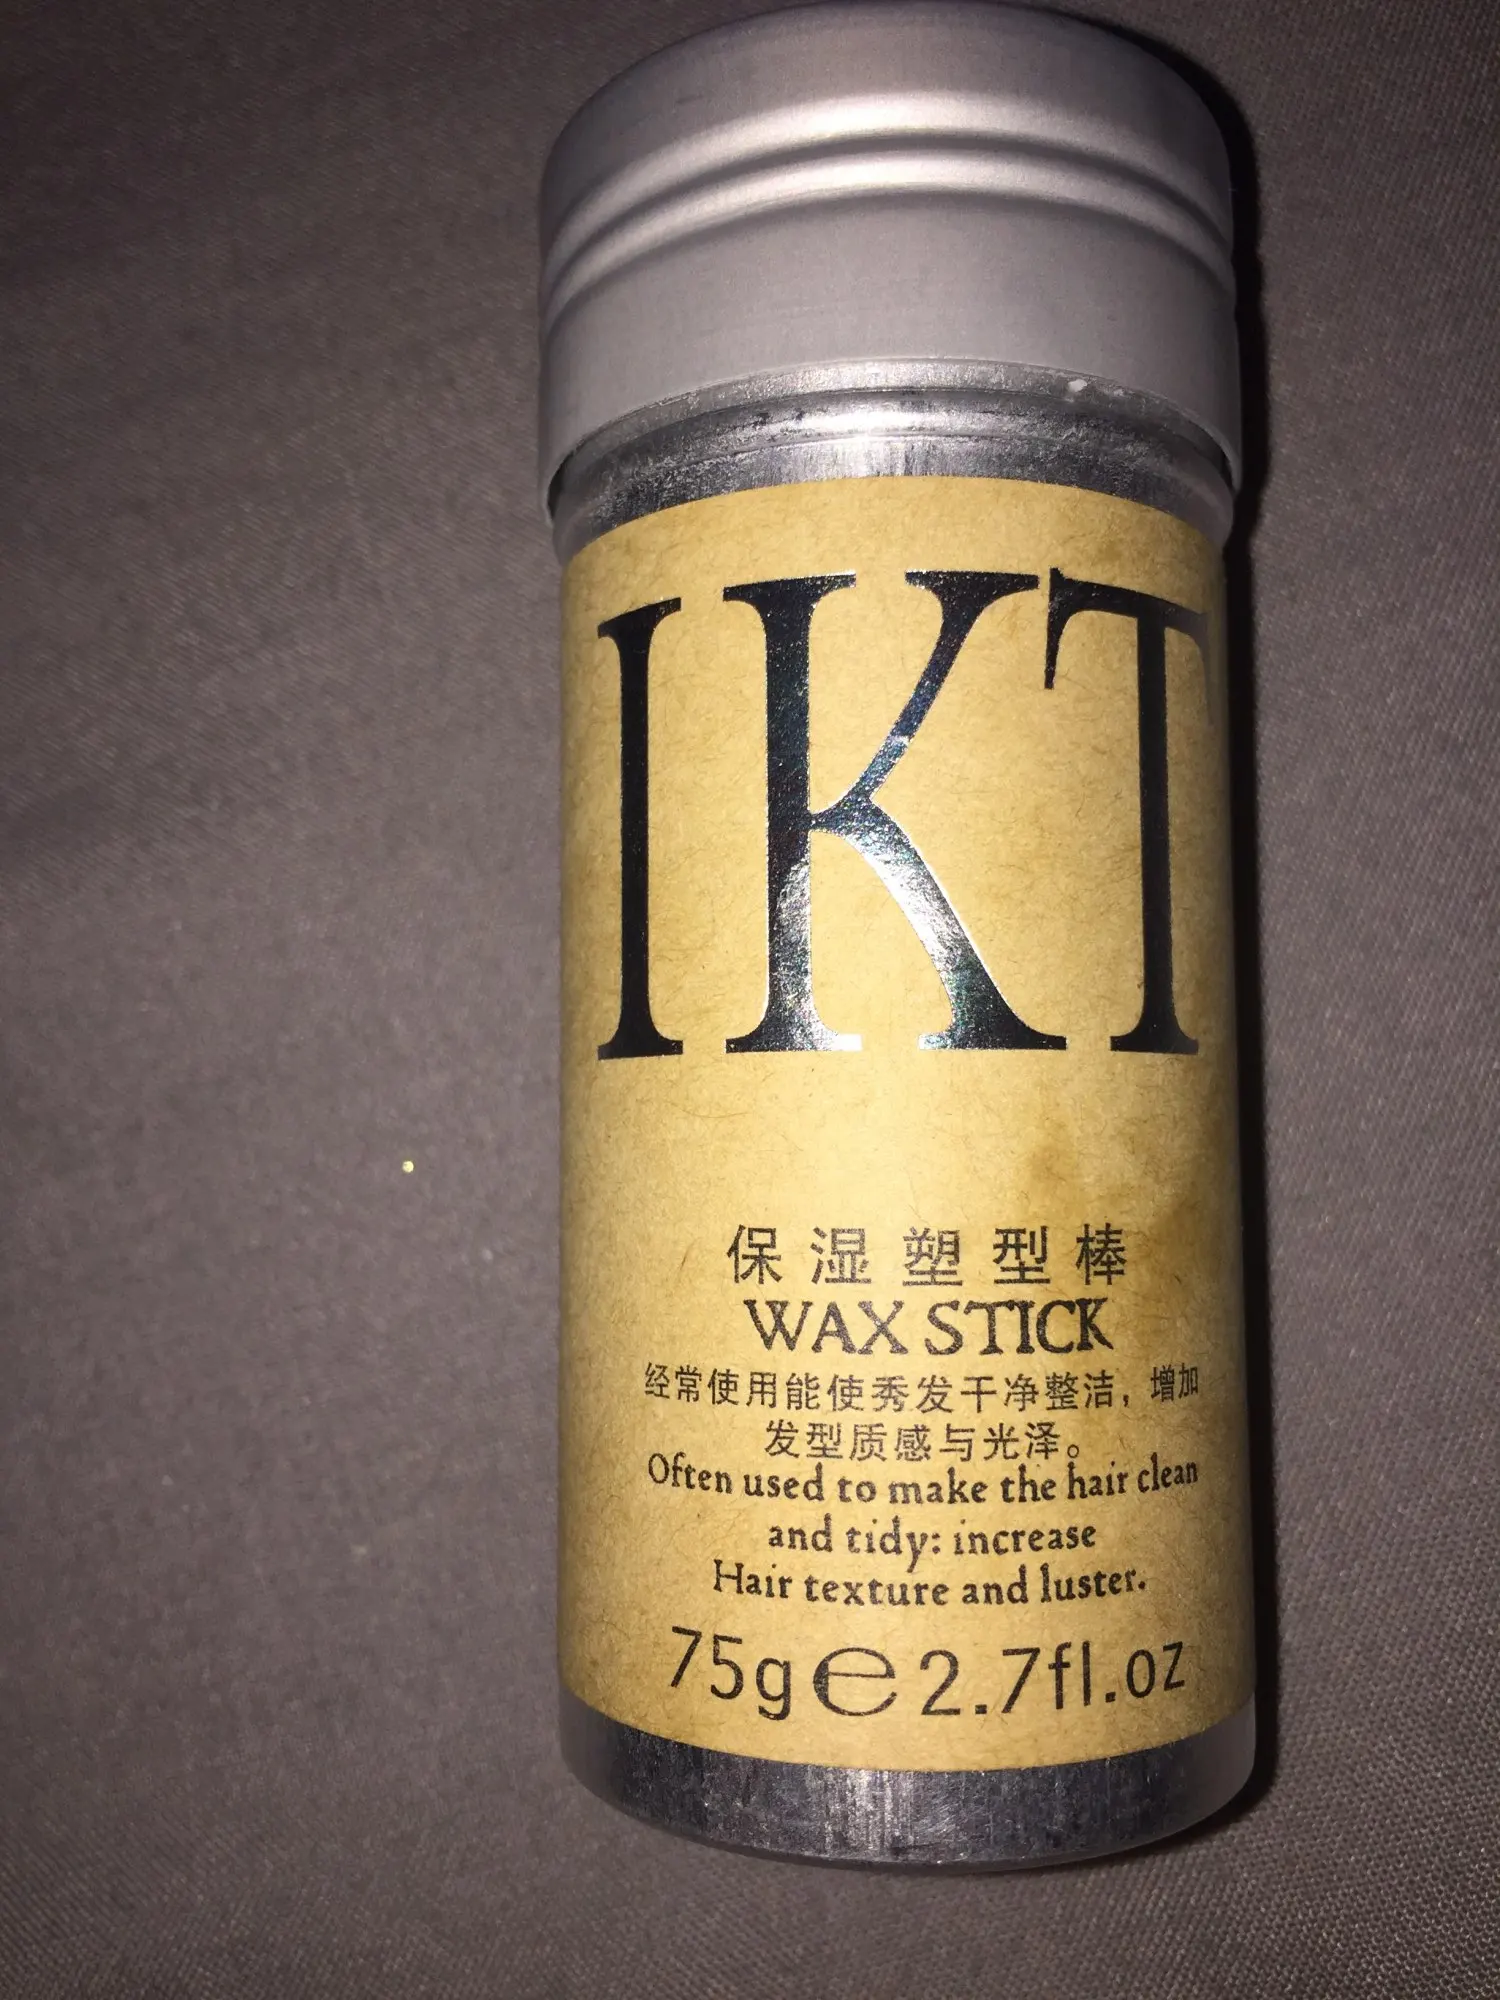 IKT
保湿塑型棒
WAX STICK
经常使用能使秀发干净整洁，增加
发型质感与光泽。
Often used to make the hair clean
and tidy: increase
Hair texture and luster.
75g e 2.7fl.oz